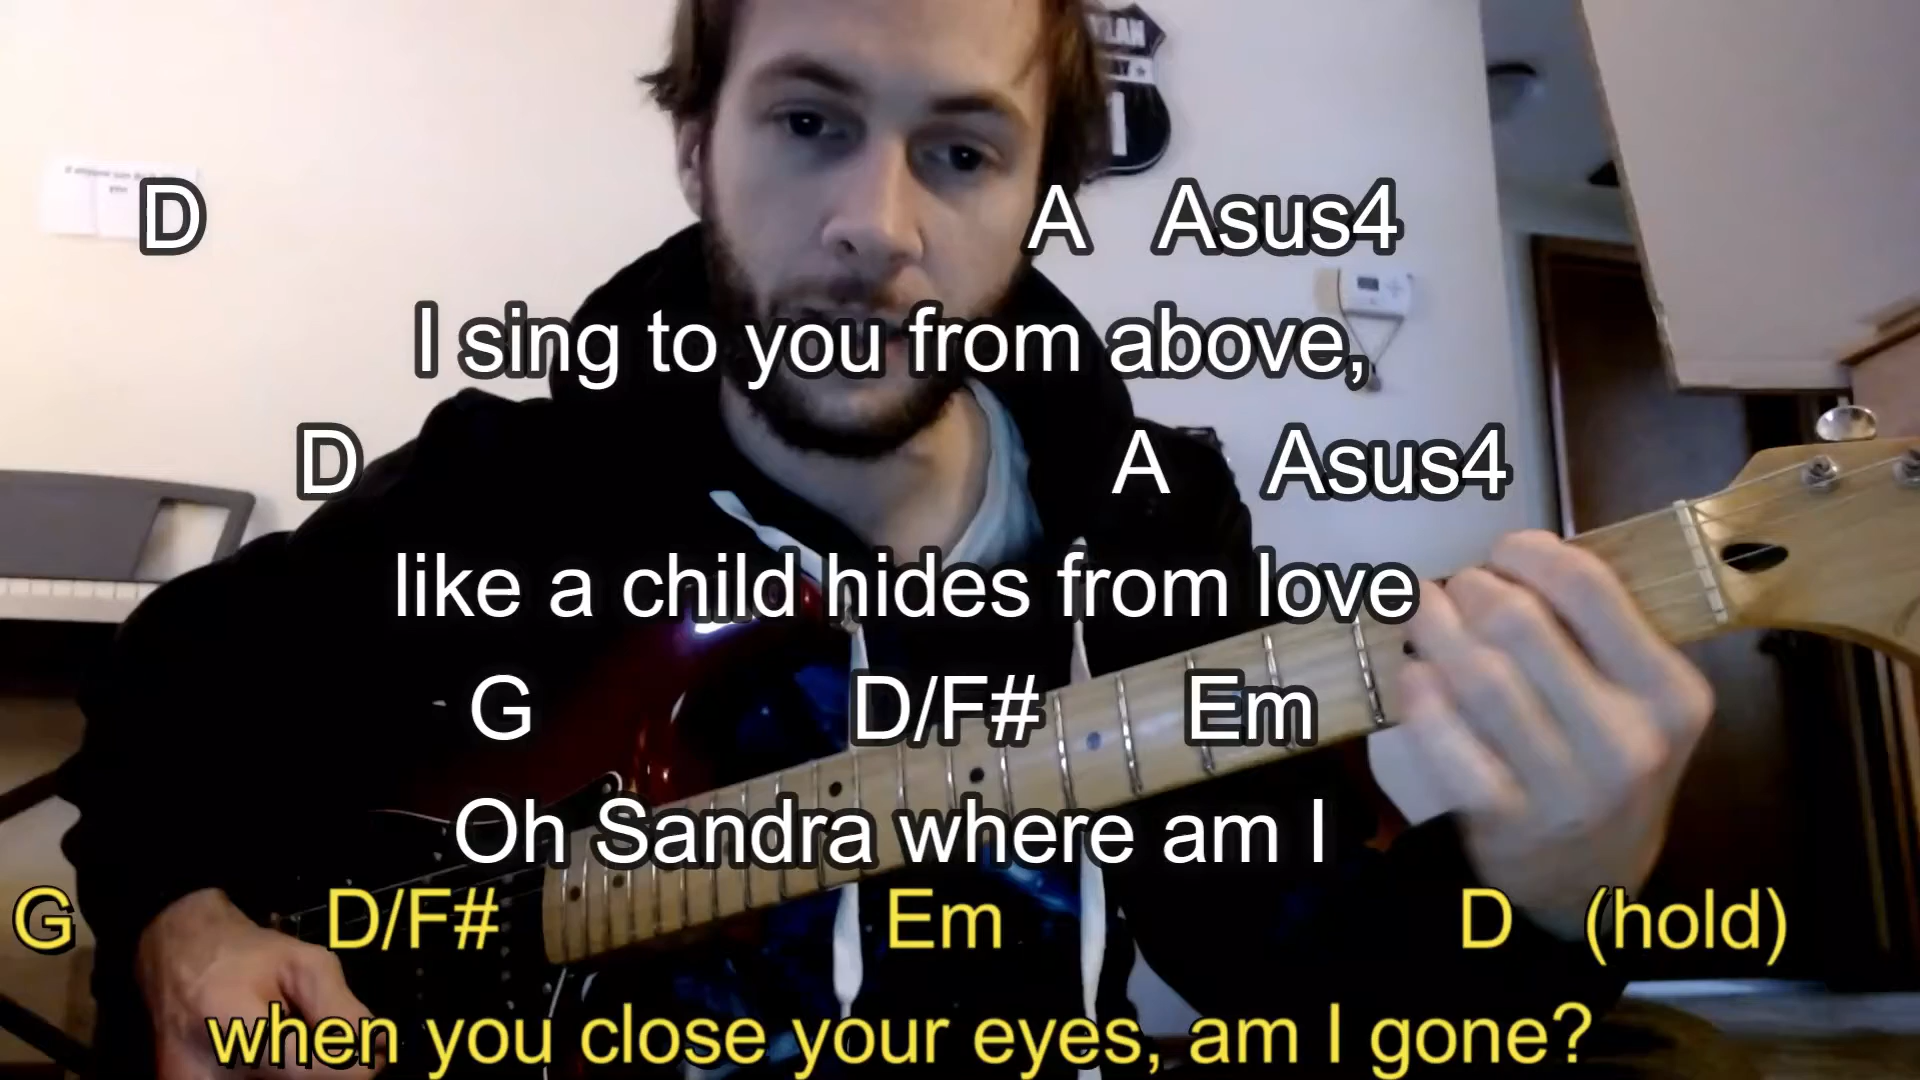 D A Asus4
I sing to you from above,
D A Asus4
like a child hides from love
G D/F# Em
Oh Sandra where am I
G D/F# Em D (hold)
when you close your eyes, am I gone?